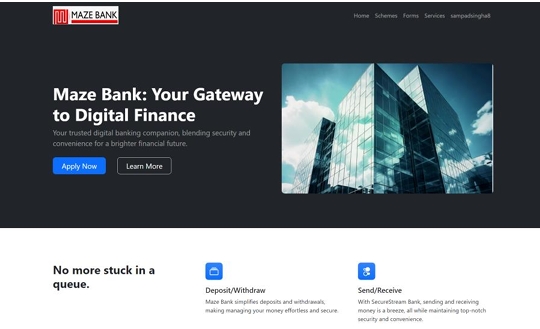 MAZE BANK
Home Schemes Forms Services sampadsingha8
Maze Bank: Your Gateway
to Digital Finance
Your trusted digital banking companion, blending security and
convenience for a brighter financial future.
Apply Now Learn More
No more stuck in a
queue.
Deposit/Withdraw
Maze Bank simplifies deposits and withdrawals,
making managing your money effortless and secure.
Send/Receive
With SecureStream Bank, sending and receiving
money is a breeze, all while maintaining top-notch
security and convenience.